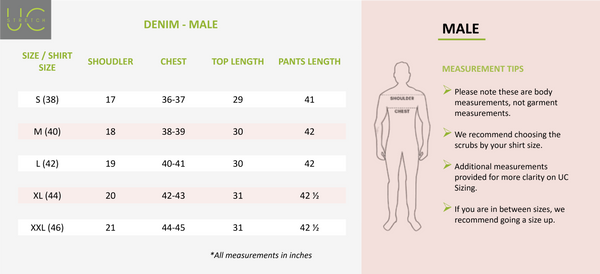 UC
STRETCH
DENIM - MALE
SIZE / SHIRT SIZE SHOUDLER CHEST TOP LENGTH PANTS LENGTH
S (38) 17 36-37 29 41
M (40) 18 38-39 30 42
L (42) 19 40-41 30 42
XL (44) 20 42-43 31 42 ½
XXL (46) 21 44-45 31 42 ½
*All measurements in inches
MALE
MEASUREMENT TIPS
SHOULDER
CHEST
Please note these are body
measurements, not garment
measurements.
We recommend choosing the
scrubs by your shirt size.
Additional measurements
provided for more clarity on UC
Sizing.
If you are in between sizes, we
recommend going a size up.